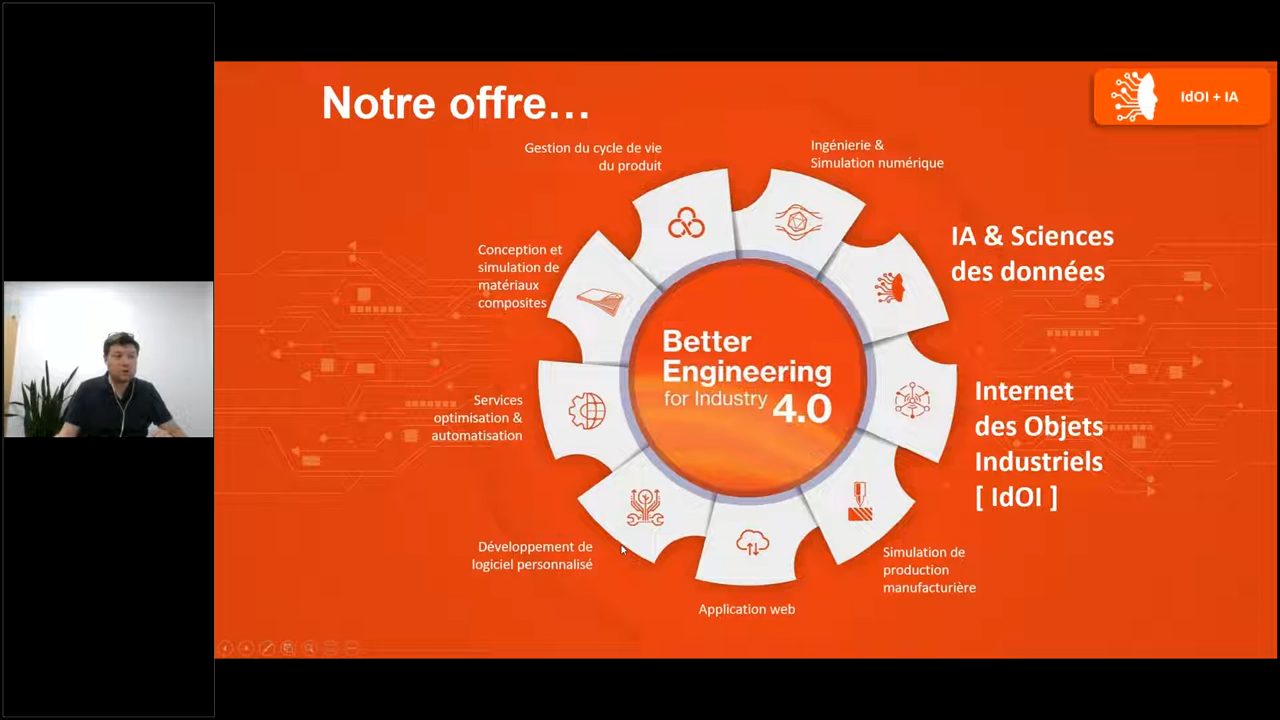 Notre offre...
IdOI + IA
Gestion du cycle de vie
du produit
Ingénierie &
Simulation numérique
IA & Sciences
des données
Conception et
simulation de
matériaux
composites
Better
Engineering
for Industry 4.0
Internet
des Objets
Industriels
[ IdOI ]
Services
optimisation &
automatisation
Développement de
logiciel personnalisé
Simulation de
production
manufacturière
Application web